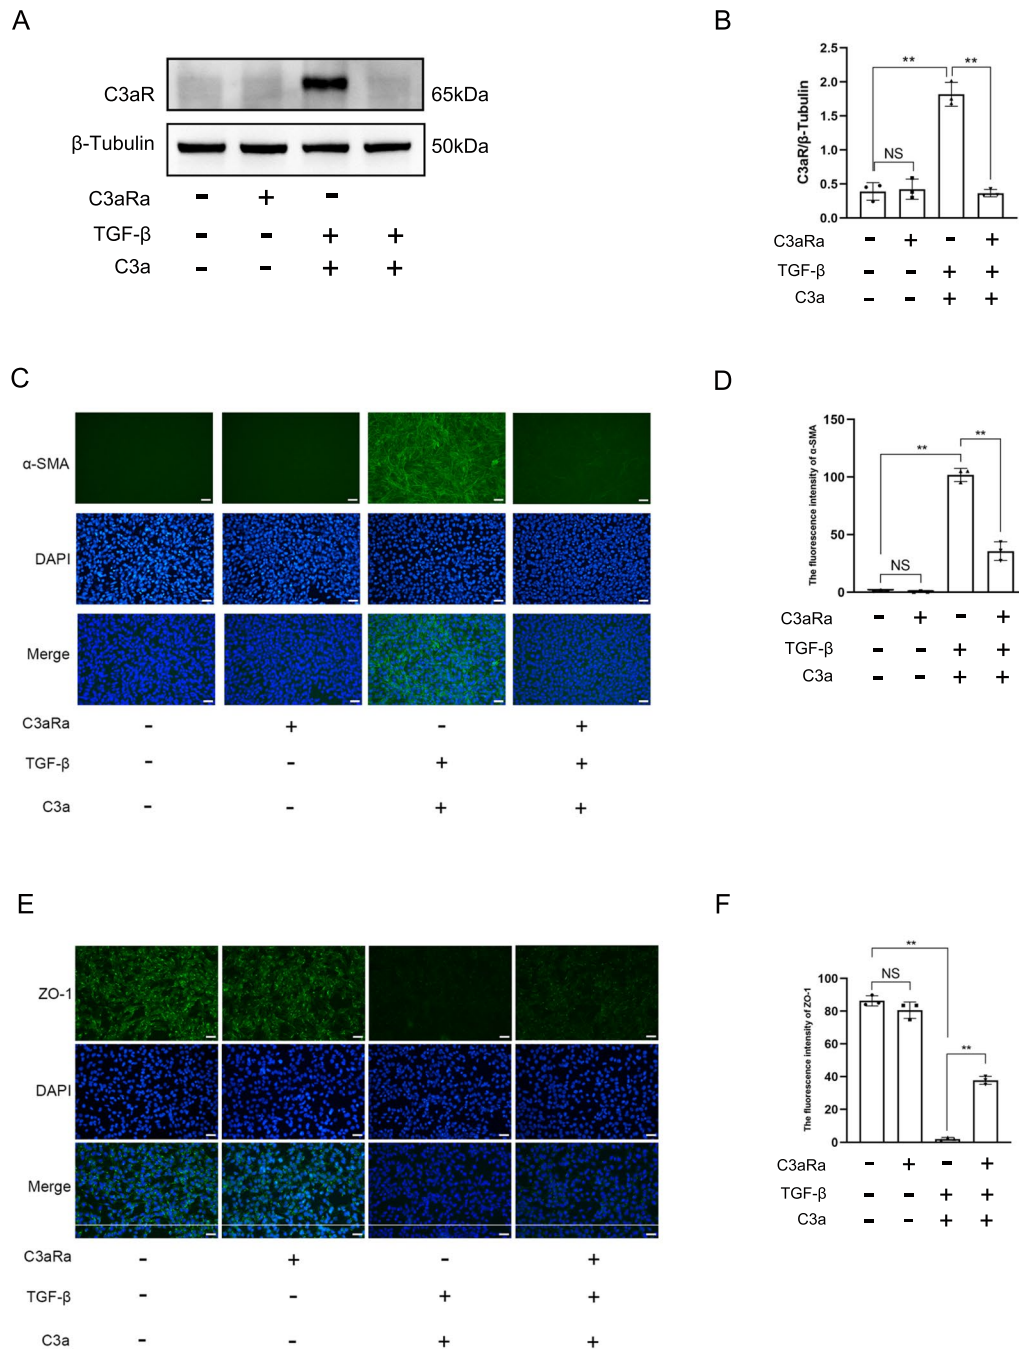 A
C3aR
65kDa
β-Tubulin
50kDa
C3aRa - + -
TGF-β - - + +
C3a - - + +
B
C3aR/β-Tubulin
2.5
2.0
1.5
1.0
0.5
0.0
** **
NS
C3aRa - + - +
TGF-β - - + +
C3a - - + +
C
α-SMA
DAPI
Merge
C3aRa - + - +
TGF-β - - + +
C3a - - + +
D
The fluorescence intensity of α-SMA
150
100
50
0
** **
NS
C3aRa - + - +
TGF-β - - + +
C3a - - + +
E
ZO-1
DAPI
Merge
C3aRa - + - +
TGF-β - - + +
C3a - - + +
F
The fluorescence intensity of ZO-1
100
80
60
40
20
0
**
NS
**
C3aRa - + - +
TGF-β - - + +
C3a - - + +